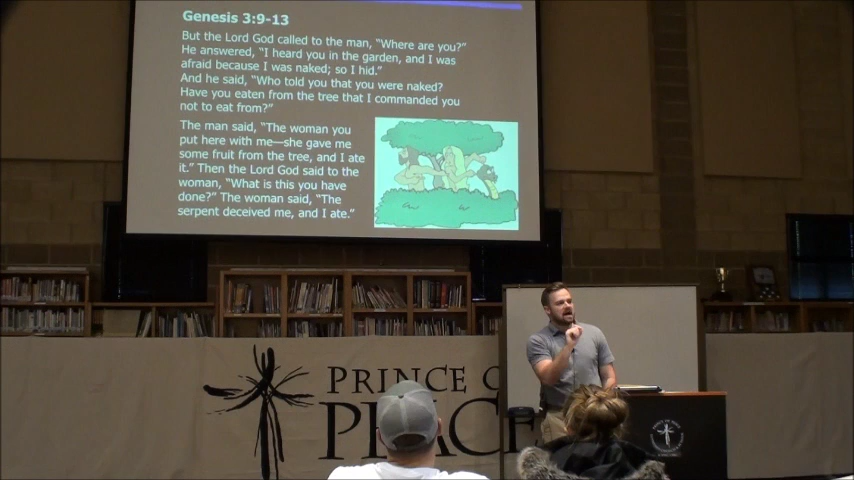 Genesis 3:9-13
But the Lord God called to the man, "Where are you?"
He answered, "I heard you in the garden, and I was
afraid because I was naked; so I hid."
And he said, "Who told you that you were naked?
Have you eaten from the tree that I commanded you
not to eat from?"
The man said, "The woman you
put here with me—she gave me
some fruit from the tree, and I ate
it." Then the Lord God said to the
woman, "What is this you have
done?" The woman said, "The
serpent deceived me, and I ate."
PRINCE O
PEACE